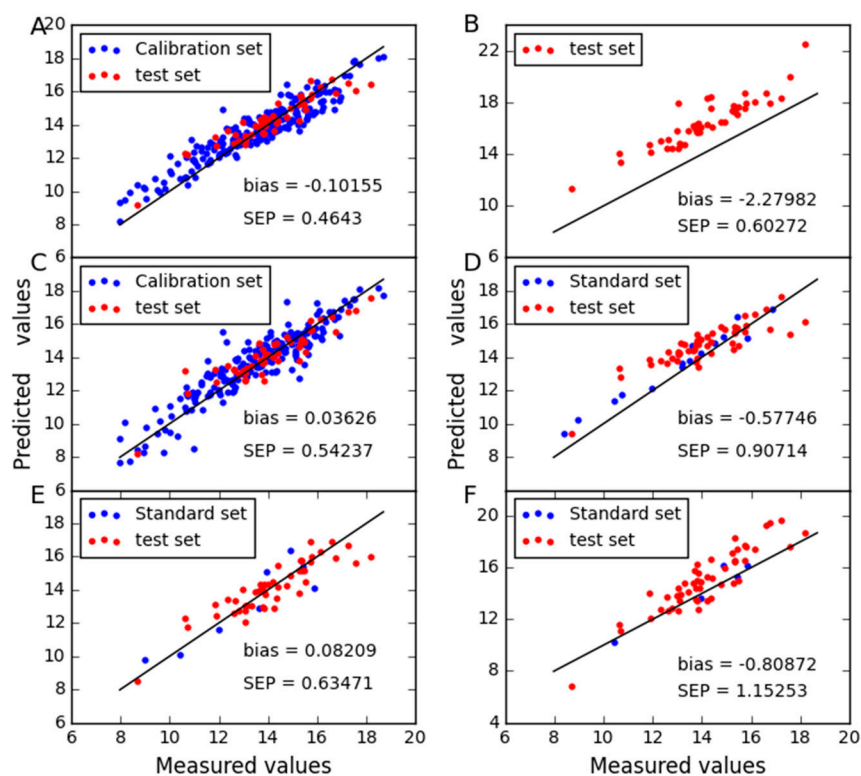 A
20
18
16
14
12
10
8
6
Calibration set
test set
bias = -0.10155
SEP = 0.4643
B
22
18
14
10
6
test set
bias = -2.27982
SEP = 0.60272
C
18
16
14
12
10
8
6
Calibration set
test set
bias = 0.03626
SEP = 0.54237
Predicted values
D
18
16
14
12
10
8
6
Standard set
test set
bias = -0.57746
SEP = 0.90714
Predicted values
E
18
16
14
12
10
8
6
Standard set
test set
bias = 0.08209
SEP = 0.63471
6 8 10 12 14 16 18 20
Measured values
F
20
16
12
8
4
Standard set
test set
bias = -0.80872
SEP = 1.15253
6 8 10 12 14 16 18 20
Measured values